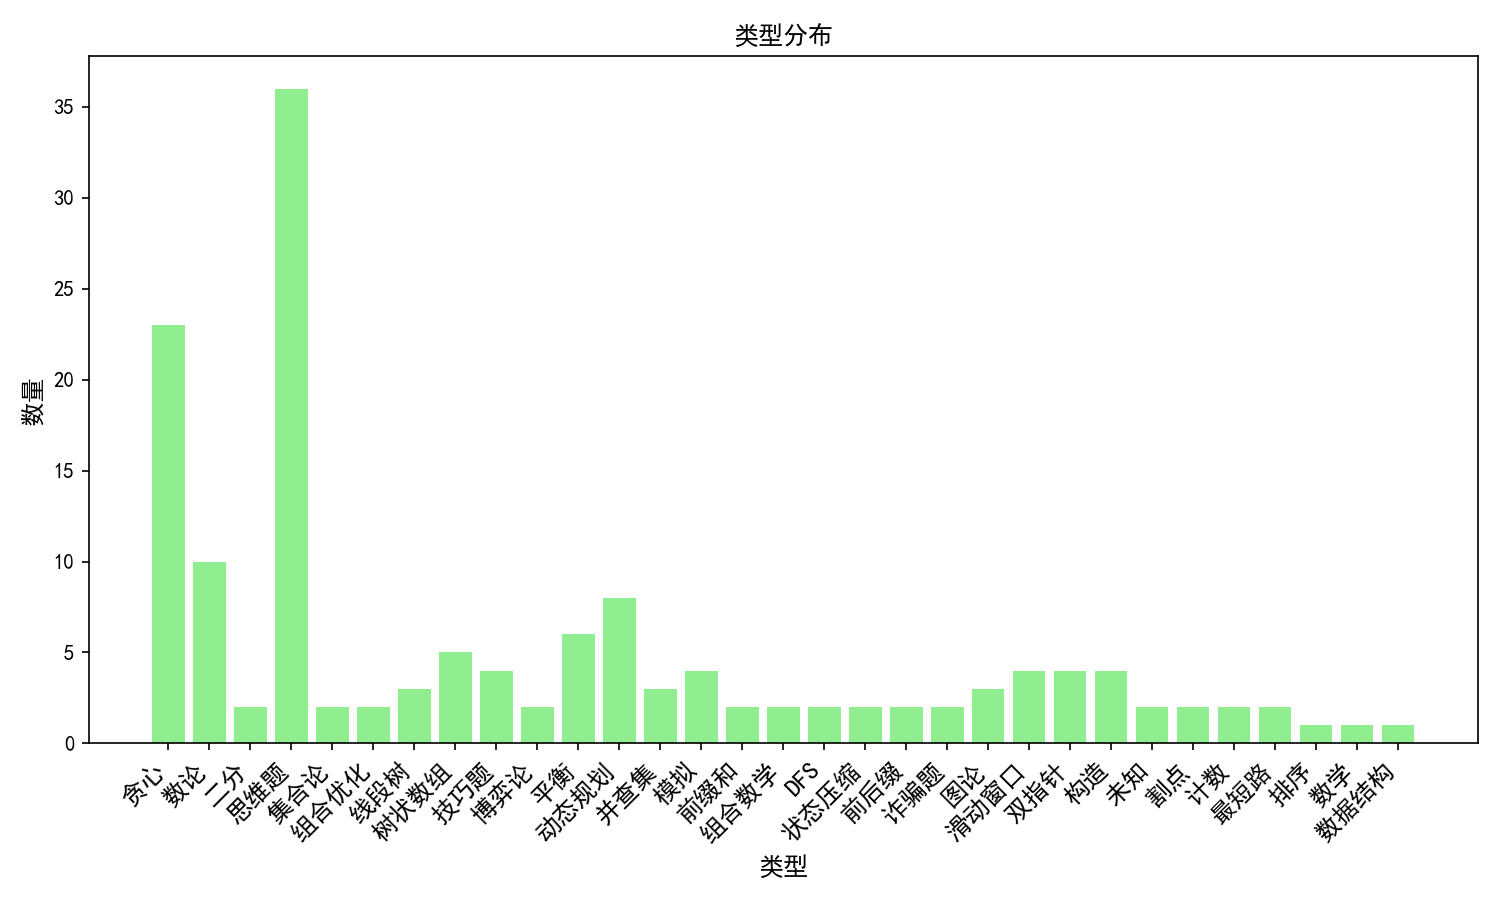 类型分布
数量
35
30
25
20
15
10
5
0
贪心
数论
二分
思维题
集合论
组合优化
线段树
树状数组
技巧题
博弈论
平衡
动态规划
并查集
模拟
前缀和
组合数学
DFS
状态压缩
前后缀
诈骗题
图论
滑动窗口
双指针
构造
未知
割点
计数
最短路
排序
数学
数据结构
类型